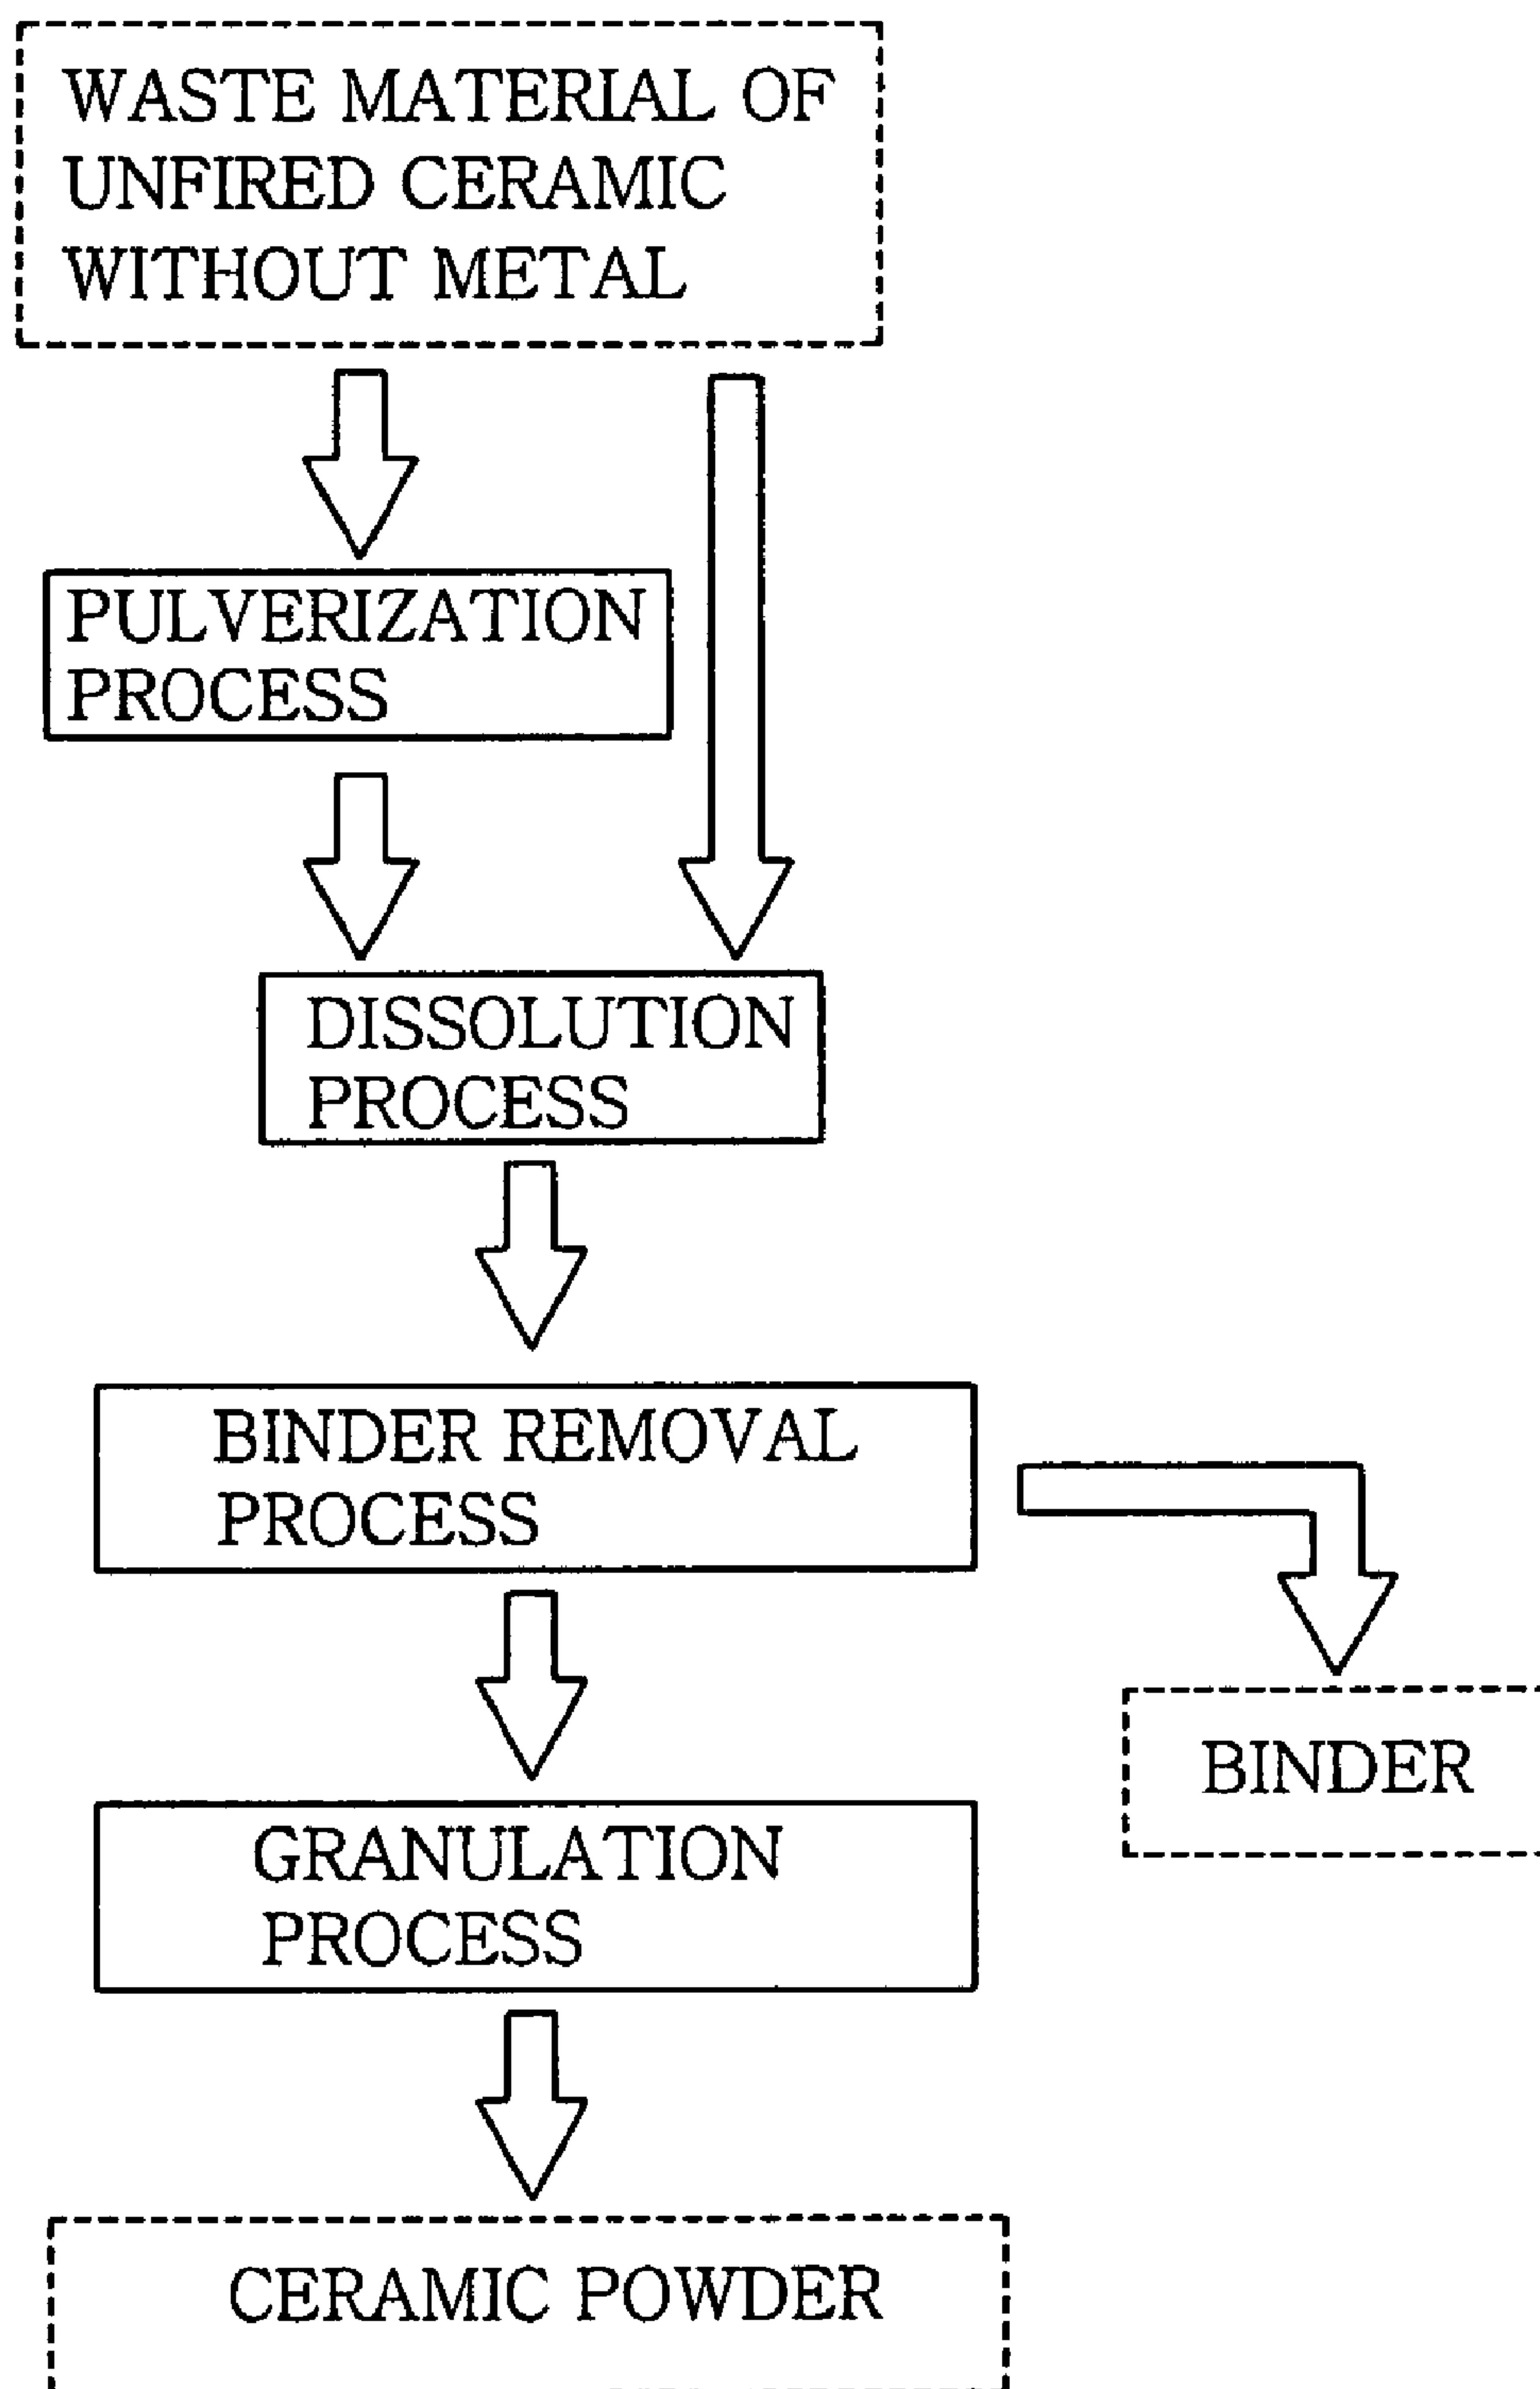 WASTE MATERIAL OF
UNFIRED CERAMIC
WITHOUT METAL
PULVERIZATION
PROCESS
DISSOLUTION
PROCESS
BINDER REMOVAL
PROCESS
BINDER
GRANULATION
PROCESS
CERAMIC POWDER